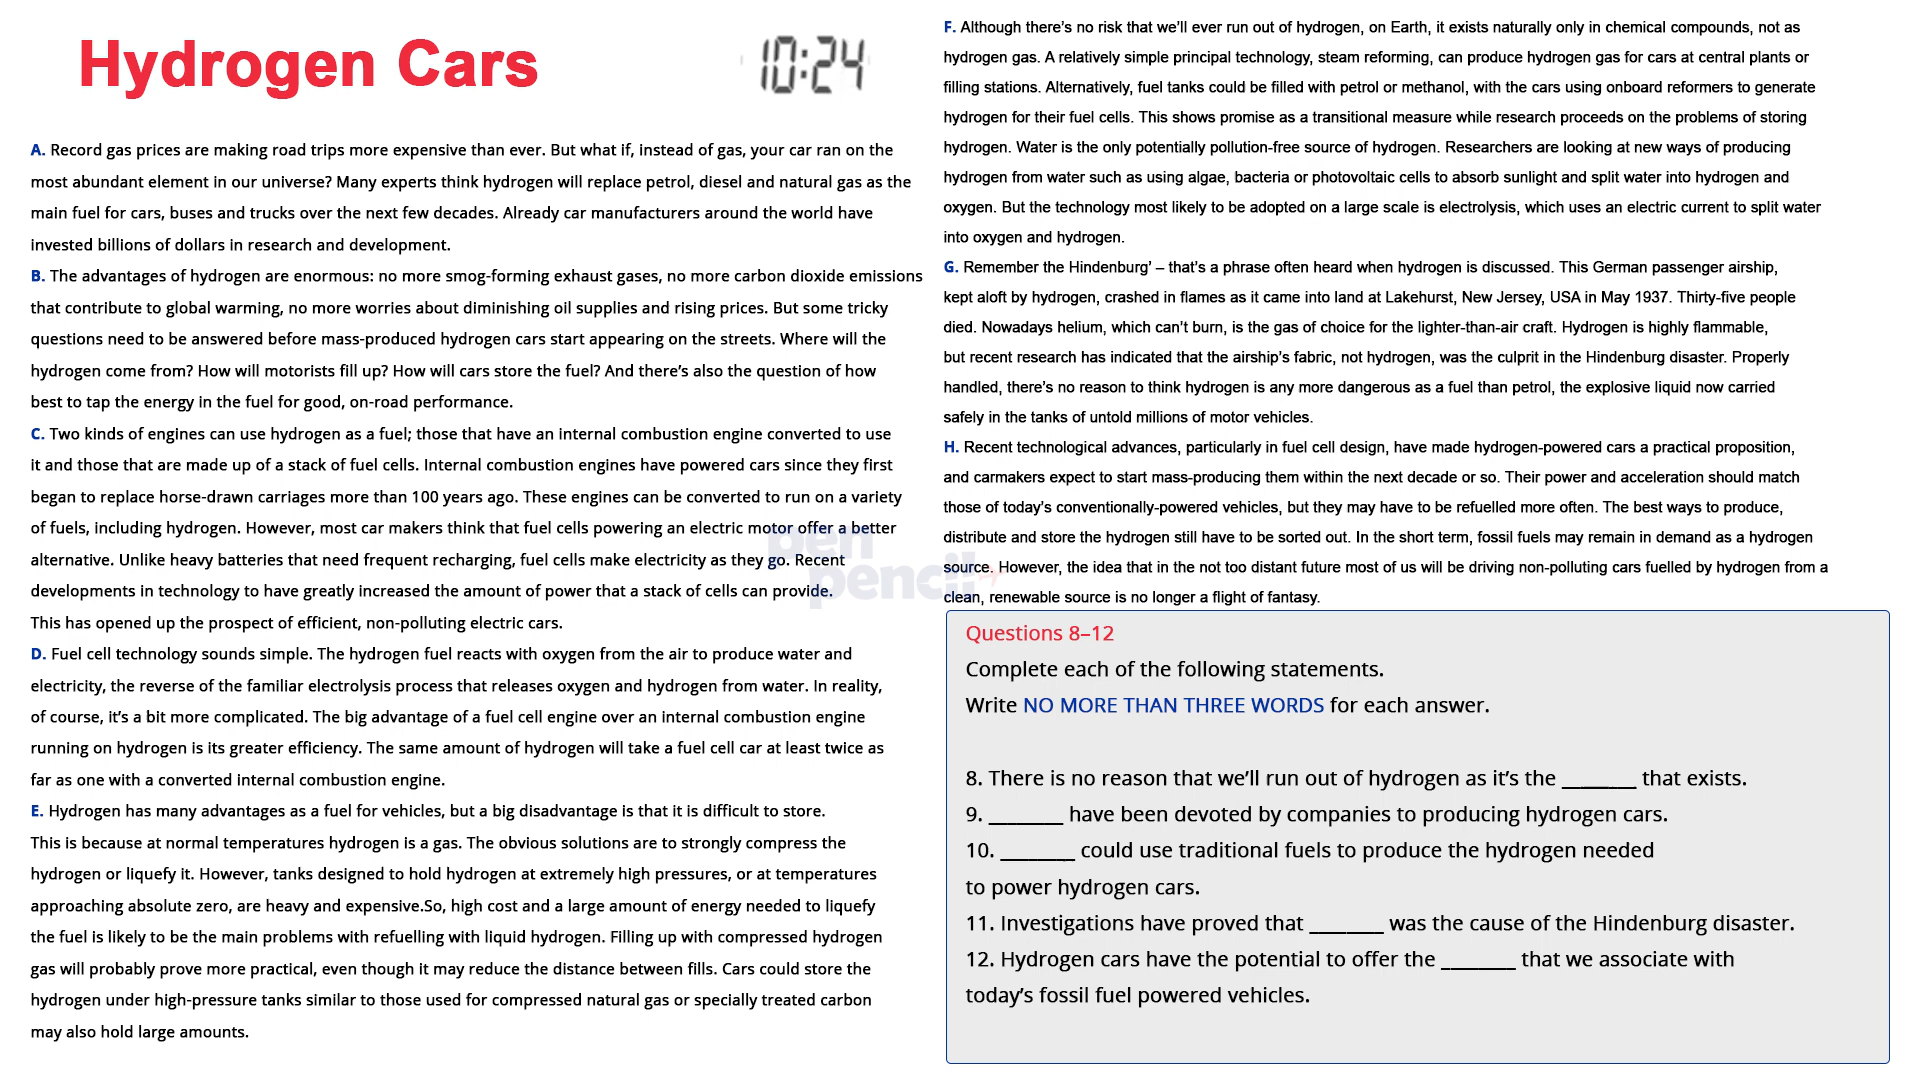 Hydrogen Cars
10:24
A. Record gas prices are making road trips more expensive than ever. But what if, instead of gas, your car ran on the
most abundant element in our universe? Many experts think hydrogen will replace petrol, diesel and natural gas as the
main fuel for cars, buses and trucks over the next few decades. Already car manufacturers around the world have
invested billions of dollars in research and development.
B. The advantages of hydrogen are enormous: no more smog-forming exhaust gases, no more carbon dioxide emissions
that contribute to global warming, no more worries about diminishing oil supplies and rising prices. But some tricky
questions need to be answered before mass-produced hydrogen cars start appearing on the streets. Where will the
hydrogen come from? How will motorists fill up? How will cars store the fuel? And there's also the question of how
best to tap the energy in the fuel for good, on-road performance.
C. Two kinds of engines can use hydrogen as a fuel; those that have an internal combustion engine converted to use
it and those that are made up of a stack of fuel cells. Internal combustion engines have powered cars since they first
began to replace horse-drawn carriages more than 100 years ago. These engines can be converted to run on a variety
of fuels, including hydrogen. However, most car makers think that fuel cells powering an electric motor offer a better
alternative. Unlike heavy batteries that need frequent recharging, fuel cells make electricity as they go. Recent
developments in technology to have greatly increased the amount of power that a stack of cells can provide.
This has opened up the prospect of efficient, non-polluting electric cars.
D. Fuel cell technology sounds simple. The hydrogen fuel reacts with oxygen from the air to produce water and
electricity, the reverse of the familiar electrolysis process that releases oxygen and hydrogen from water. In reality,
of course, it's a bit more complicated. The big advantage of a fuel cell engine over an internal combustion engine
running on hydrogen is its greater efficiency. The same amount of hydrogen will take a fuel cell car at least twice as
far as one with a converted internal combustion engine.
E. Hydrogen has many advantages as a fuel for vehicles, but a big disadvantage is that it is difficult to store.
This is because at normal temperatures hydrogen is a gas. The obvious solutions are to strongly compress the
hydrogen or liquefy it. However, tanks designed to hold hydrogen at extremely high pressures, or at temperatures
approaching absolute zero, are heavy and expensive.So, high cost and a large amount of energy needed to liquefy
the fuel is likely to be the main problems with refuelling with liquid hydrogen. Filling up with compressed hydrogen
gas will probably prove more practical, even though it may reduce the distance between fills. Cars could store the
hydrogen under high-pressure tanks similar to those used for compressed natural gas or specially treated carbon
may also hold large amounts.
F. Although there's no risk that we'll ever run out of hydrogen, on Earth, it exists naturally only in chemical compounds, not as
hydrogen gas. A relatively simple principal technology, steam reforming, can produce hydrogen gas for cars at central plants or
filling stations. Alternatively, fuel tanks could be filled with petrol or methanol, with the cars using onboard reformers to generate
hydrogen for their fuel cells. This shows promise as a transitional measure while research proceeds on the problems of storing
hydrogen. Water is the only potentially pollution-free source of hydrogen. Researchers are looking at new ways of producing
hydrogen from water such as using algae, bacteria or photovoltaic cells to absorb sunlight and split water into hydrogen and
oxygen. But the technology most likely to be adopted on a large scale is electrolysis, which uses an electric current to split water
into oxygen and hydrogen.
G. Remember the Hindenburg' – that's a phrase often heard when hydrogen is discussed. This German passenger airship,
kept aloft by hydrogen, crashed in flames as it came into land at Lakehurst, New Jersey, USA in May 1937. Thirty-five people
died. Nowadays helium, which can't burn, is the gas of choice for the lighter-than-air craft. Hydrogen is highly flammable,
but recent research has indicated that the airship's fabric, not hydrogen, was the culprit in the Hindenburg disaster. Properly
handled, there's no reason to think hydrogen is any more dangerous as a fuel than petrol, the explosive liquid now carried
safely in the tanks of untold millions of motor vehicles.
H. Recent technological advances, particularly in fuel cell design, have made hydrogen-powered cars a practical proposition,
and carmakers expect to start mass-producing them within the next decade or so. Their power and acceleration should match
those of today's conventionally-powered vehicles, but they may have to be refuelled more often. The best ways to produce,
distribute and store the hydrogen still have to be sorted out. In the short term, fossil fuels may remain in demand as a hydrogen
source. However, the idea that in the not too distant future most of us will be driving non-polluting cars fuelled by hydrogen from a
clean, renewable source is no longer a flight of fantasy.
pen
pencil
Questions 8–12
Complete each of the following statements.
Write NO MORE THAN THREE WORDS for each answer.
8. There is no reason that we'll run out of hydrogen as it's the ________ that exists.
9. ________ have been devoted by companies to producing hydrogen cars.
10. ________ could use traditional fuels to produce the hydrogen needed
to power hydrogen cars.
11. Investigations have proved that ________ was the cause of the Hindenburg disaster.
12. Hydrogen cars have the potential to offer the ________ that we associate with
today's fossil fuel powered vehicles.